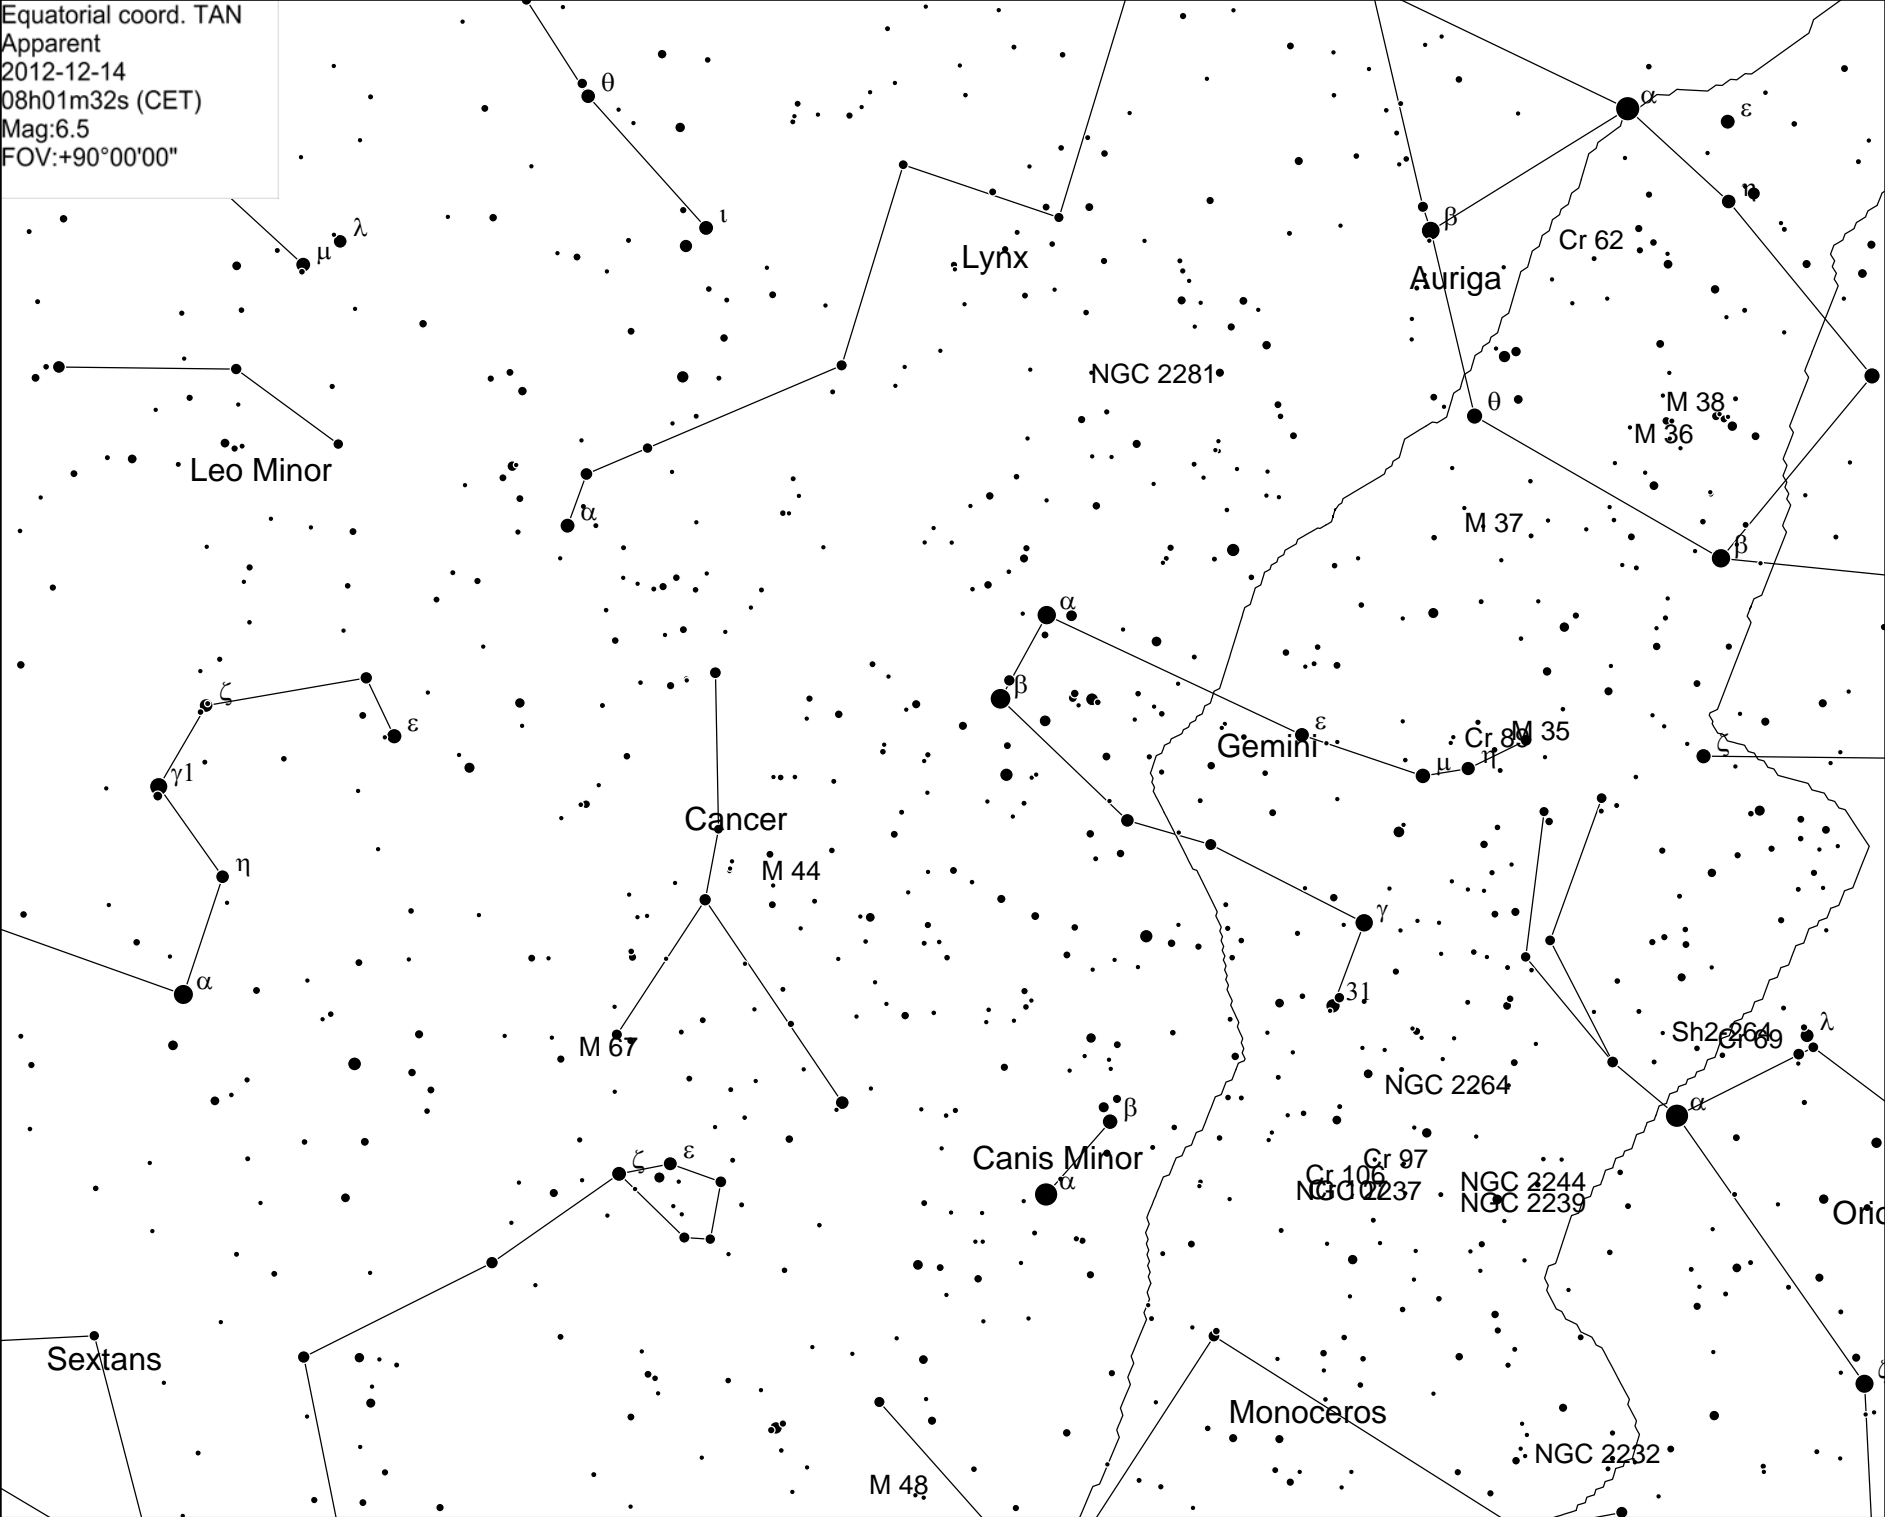 Equatorial coord. TAN
Apparent
2012-12-14
08h01m32s (CET)
Mag:6.5
FOV:+90°00'00"
θ
α
ε
η
λ
μ
ι
β
Lynx
Cr 62
Auriga
NGC 2281
θ
M 38
M 36
Leo Minor
α
M 37
β
α
ζ
β
ε
ε
Gemini
Cr 89
M 35
ζ
γ1
μ
η
Cancer
M 44
η
γ
α
31
M 67
Sh2-264
Cr 69
λ
NGC 2264
β
α
Canis Minor
α
ζ
ε
Cr 97
Cr 106
Cr 107
NGC 2237
NGC 2244
NGC 2239
Orio
Sextans
ζ
Monoceros
M 48
NGC 2232